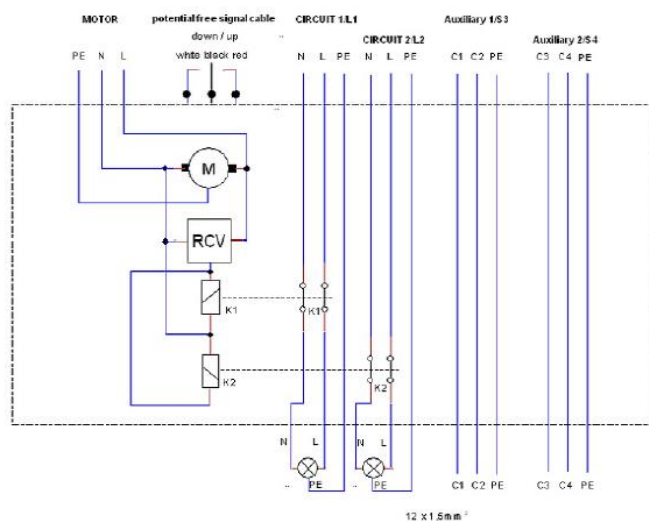 MOTOR potential free signal cable CIRCUIT 1/L1 Auxiliary 1/S3
down / up CIRCUIT 2/L2 Auxiliary 2/S4
PE N L white black red N L PE N L PE C1 C2 PE C3 C4 PE
M
RCV
K1 K1
K2 K2
N L N L
PE PE C1 C2 PE C3 C4 PE
12 x 1,5mm²